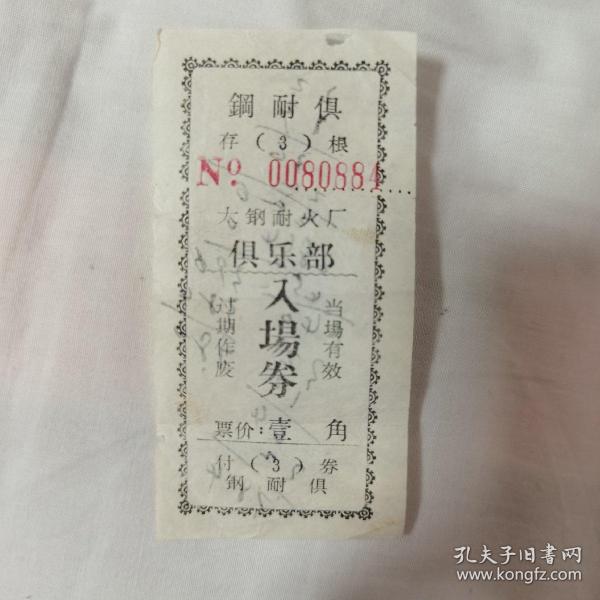 鋼耐俱
存（3）根
No 0080884
太钢耐火厂
俱乐部
入場券
当場有效
过期作废
票价：壹 角
付（3）券
钢耐俱
孔夫子旧书网
www.kongfz.com